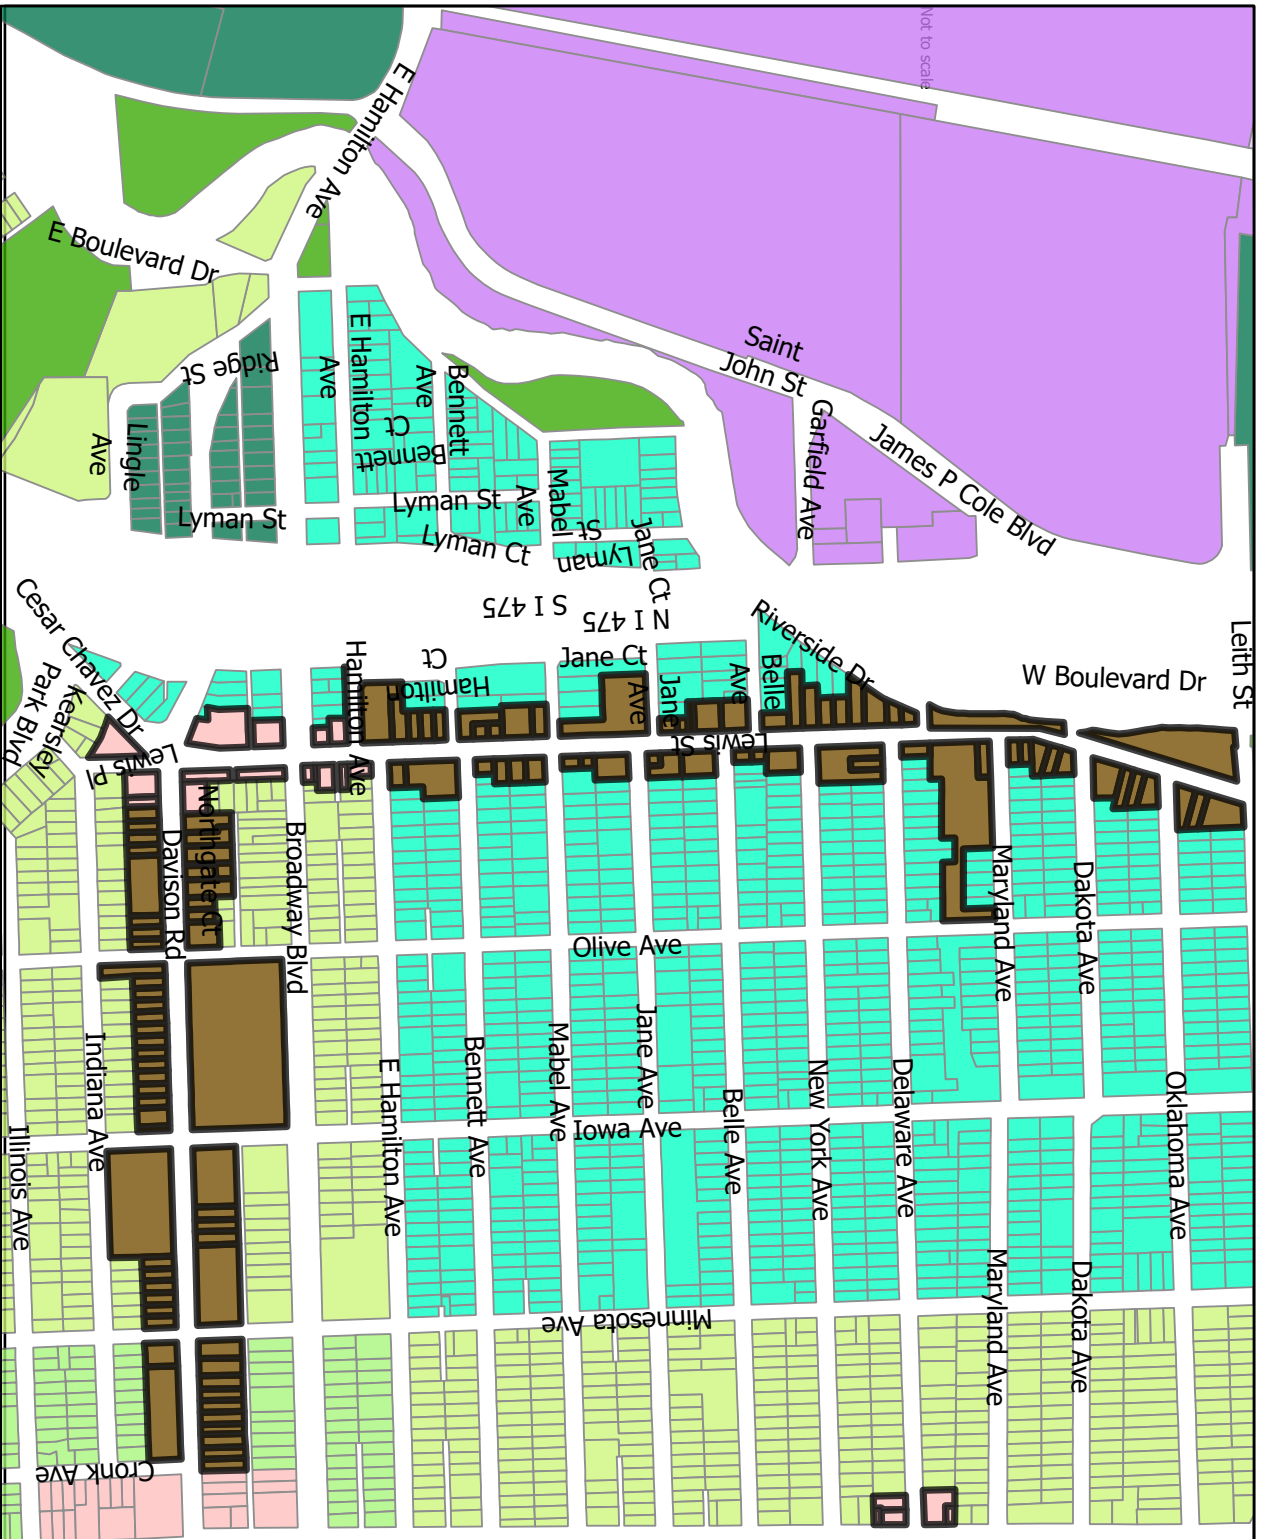 Not to scale
E Hamilton Ave
E Boulevard Dr
Saint
John St
Ridge St
Ave
E Hamilton
Ave
Bennett
Ct
Bennett
Garfield Ave
James P Cole Blvd
Ave
Lingle
Lyman St
Lyman St
Ave
Mabel
Lyman Ct
St
Lyman
Jane Ct
S I 475
N I 475
Cesar Chavez Dr
Riverside Dr
Leith St
W Boulevard Dr
Park Blvd
Kearsley
Hamilton Ave
Ct
Hamilton
Jane Ct
Ave
Jane
Ave
Belle
Lewis St
Lewis
Pl
Northgate Ct
Davison Rd
Broadway Blvd
Maryland Ave
Dakota Ave
Olive Ave
Indiana Ave
Illinois Ave
E Hamilton Ave
Bennett Ave
Mabel Ave
Jane Ave
Belle Ave
New York Ave
Delaware Ave
Oklahoma Ave
Iowa Ave
Minnesota Ave
Maryland Ave
Dakota Ave
Cronk Ave